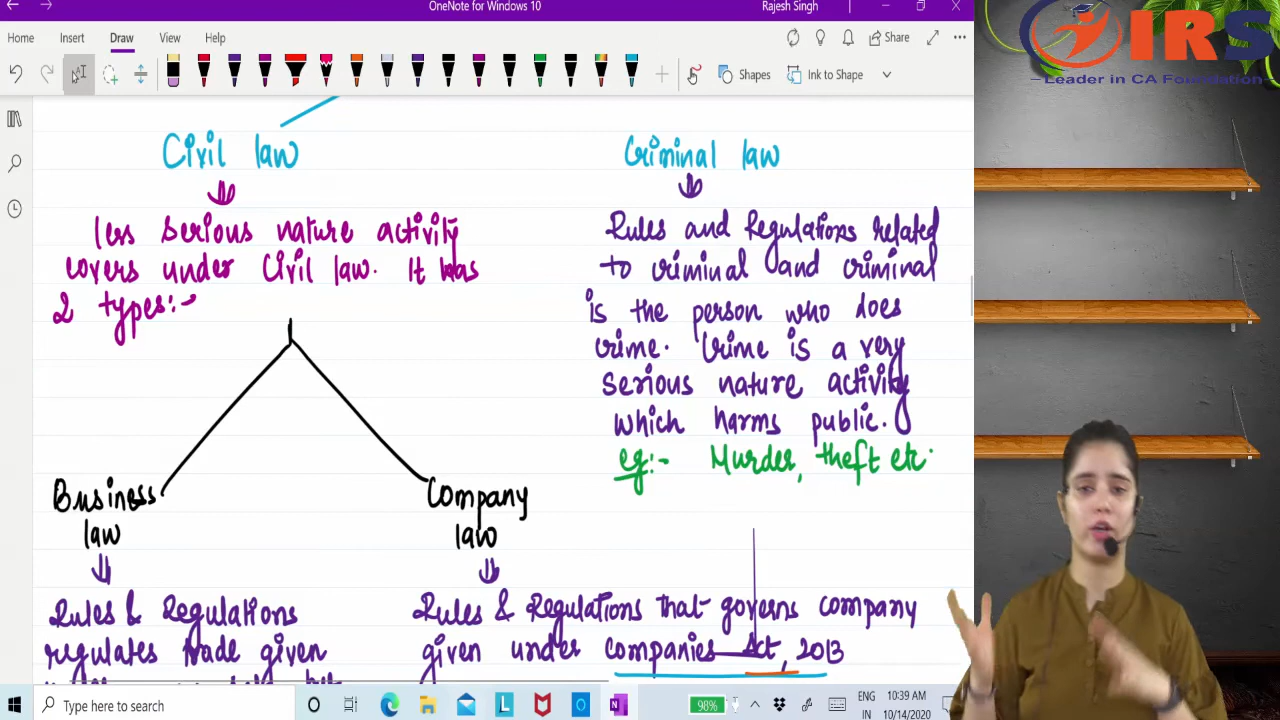 OneNote for Windows 10
Rajesh Singh
Home Insert Draw View Help
Share
Shapes
Ink to Shape
IRS
Leader in CA Foundation
Civil law
less serious nature activity
covers under Civil law. It has
2 types:-
Criminal law
Rules and Regulations related
to criminal and criminal
is the person who does
crime. Crime is a very
serious nature activity
which harms public.
eg:- Murder, theft etc.
Business
law
Company
law
Rules & Regulations
regulates trade given
Rules & Regulations that governs company
given under companies Act, 2013
Type here to search
98%
ENG
IN
10:39 AM
10/14/2020